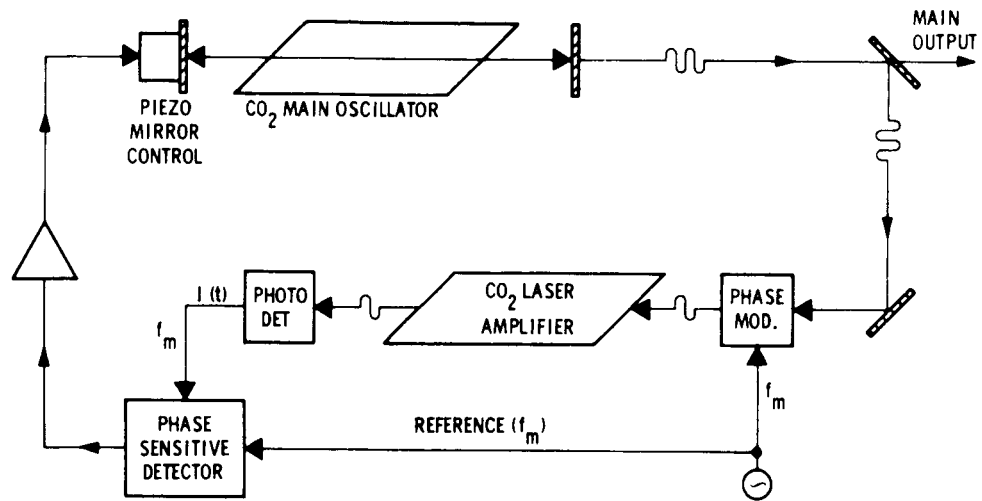 MAIN
OUTPUT
PIEZO
MIRROR
CONTROL
CO2 MAIN OSCILLATOR
I (t)
PHOTO
DET
CO2 LASER
AMPLIFIER
PHASE
MOD.
fm
fm
PHASE
SENSITIVE
DETECTOR
REFERENCE (fm)